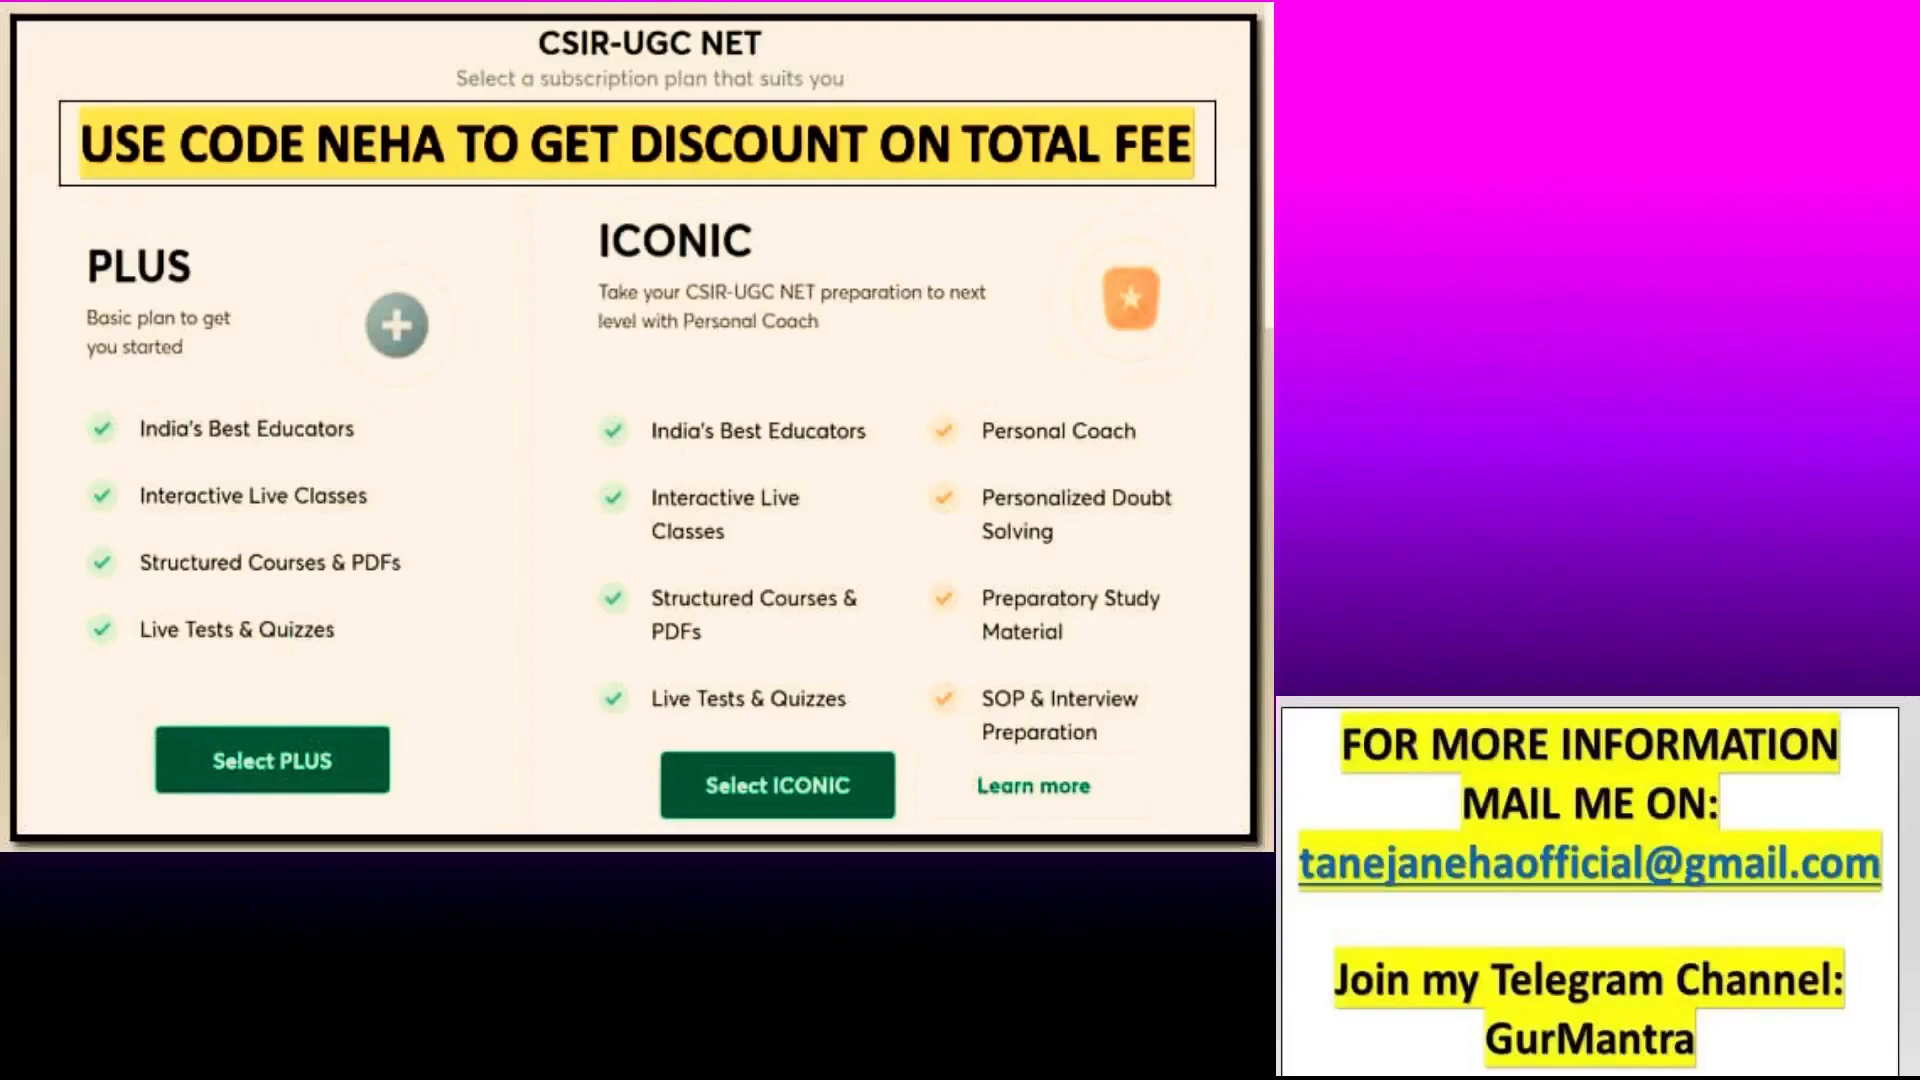 CSIR-UGC NET
Select a subscription plan that suits you
USE CODE NEHA TO GET DISCOUNT ON TOTAL FEE
PLUS
Basic plan to get
you started
India's Best Educators
Interactive Live Classes
Structured Courses & PDFs
Live Tests & Quizzes
Select PLUS
ICONIC
Take your CSIR-UGC NET preparation to next
level with Personal Coach
India's Best Educators
Interactive Live
Classes
Structured Courses &
PDFs
Live Tests & Quizzes
Personal Coach
Personalized Doubt
Solving
Preparatory Study
Material
SOP & Interview
Preparation
Select ICONIC
Learn more
FOR MORE INFORMATION
MAIL ME ON:
tanejanehaofficial@gmail.com
Join my Telegram Channel:
GurMantra